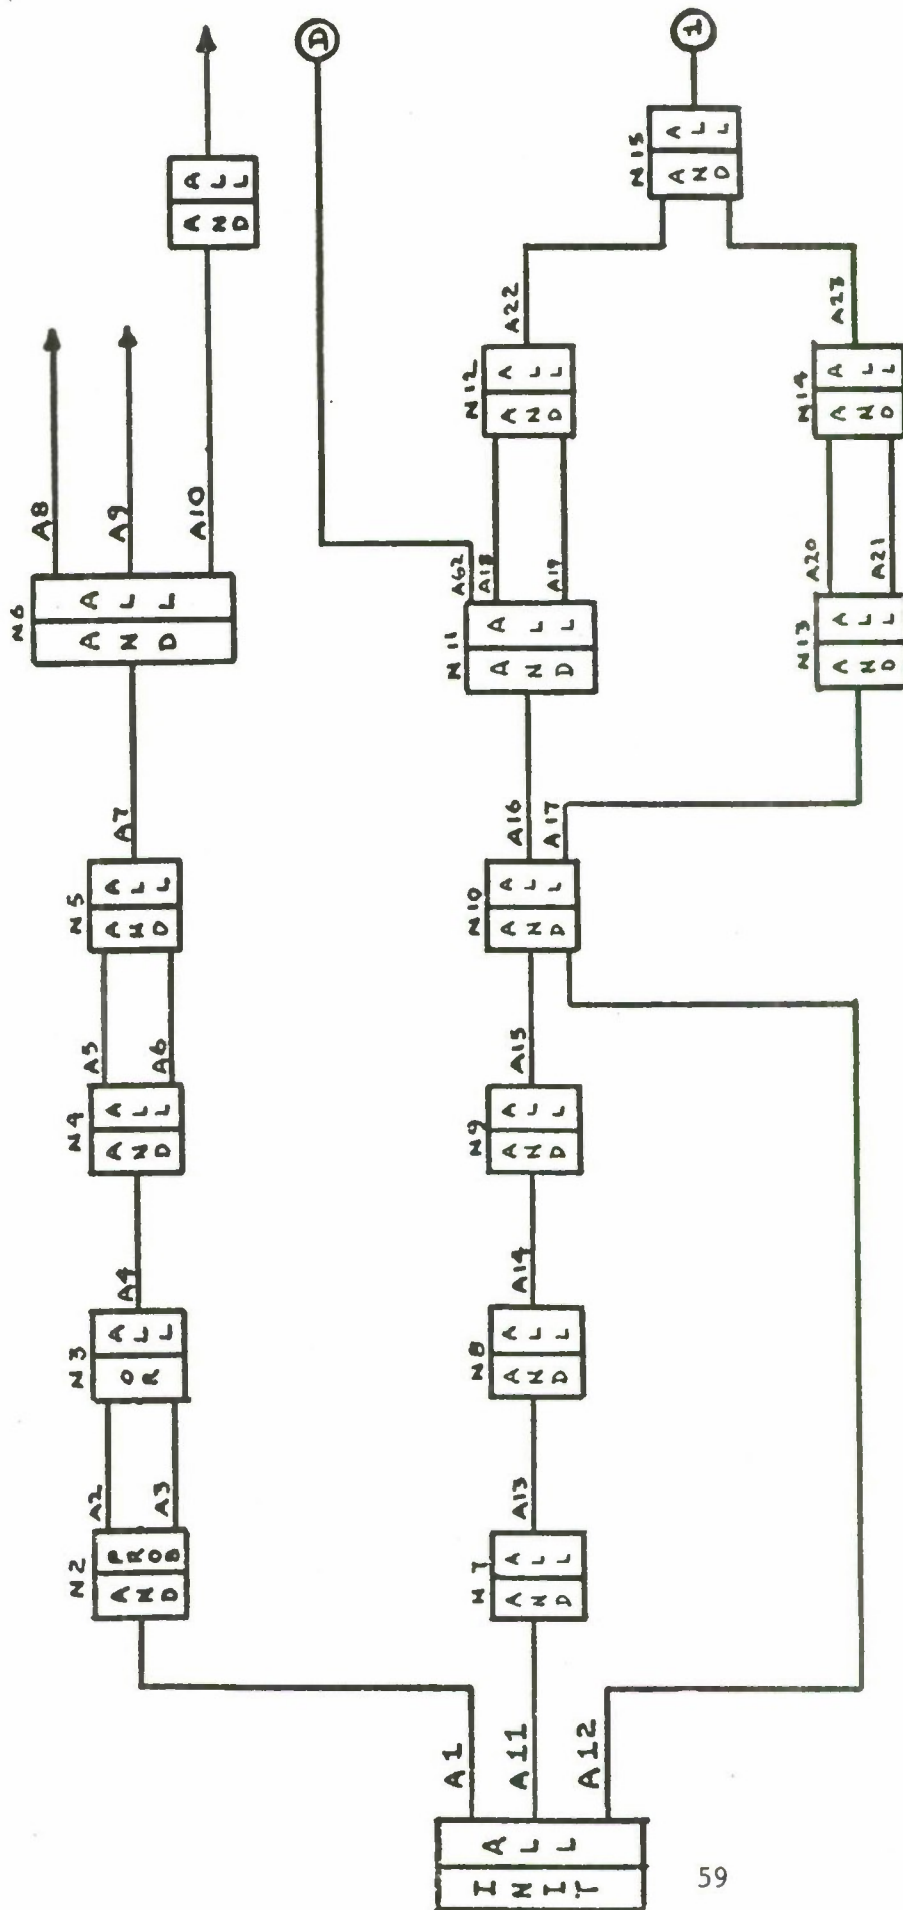 INIT ALL
A1
A11
A12
N2
AND PROB
A2
A3
N3
OR ALL
A4
N4
AND ALL
A5
A6
N5
AND ALL
A7
N6
AND ALL
A8
A9
A10
AND ALL
N7
AND ALL
A13
N8
AND ALL
A14
N9
AND ALL
A15
N10
AND ALL
A16
A17
N11
AND ALL
A62
A18
A19
A
N12
AND ALL
A22
N13
AND ALL
A20
A21
N14
AND ALL
A23
N15
AND ALL
1
59